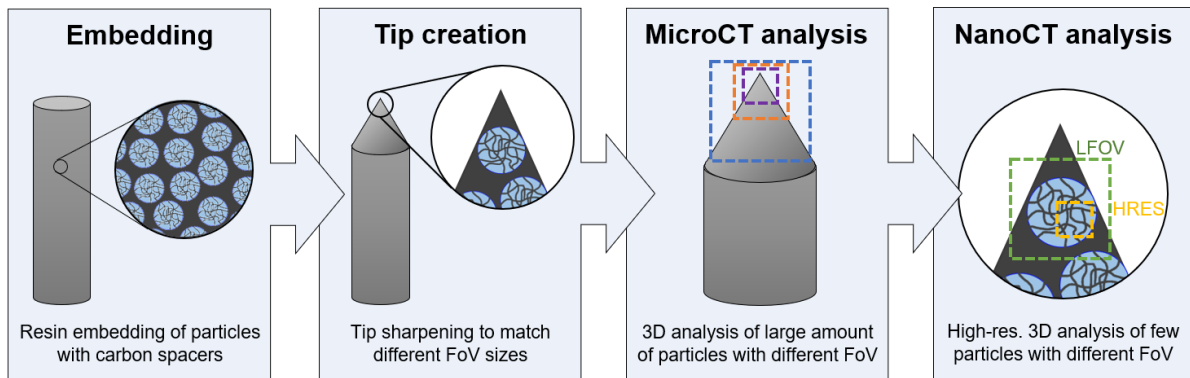 Embedding
Resin embedding of particles
with carbon spacers
Tip creation
Tip sharpening to match
different FoV sizes
MicroCT analysis
3D analysis of large amount
of particles with different FoV
NanoCT analysis
LFOV
HRES
High-res. 3D analysis of few
particles with different FoV